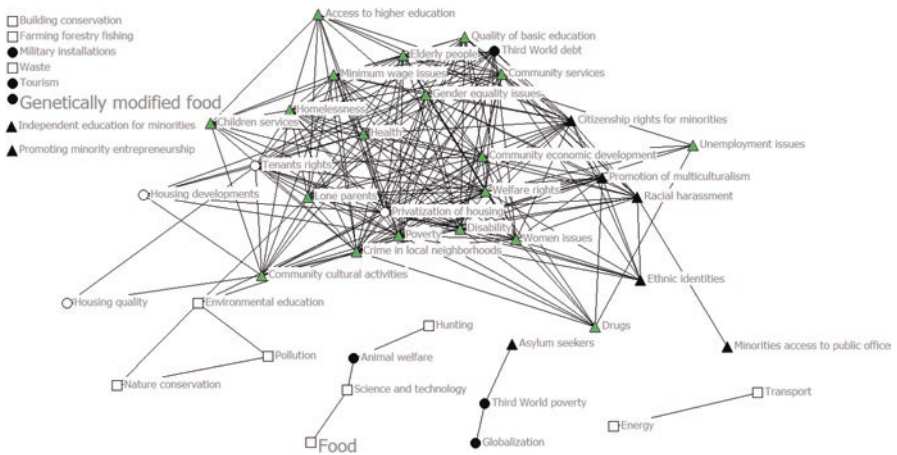 Building conservation
Farming forestry fishing
Military installations
Waste
Tourism
Genetically modified food
Independent education for minorities
Promoting minority entrepreneurship
Access to higher education
Quality of basic education
Third World debt
Elderly people
Minimum wage issues
Community services
Gender equality issues
Homelessness
Children services
Citizenship rights for minorities
Health
Unemployment issues
Community economic development
Tenants rights
Promotion of multiculturalism
Housing developments
Lone parents
Welfare rights
Racial harassment
Privatization of housing
Disability
Poverty
Women issues
Crime in local neighborhoods
Community cultural activities
Ethnic identities
Housing quality
Environmental education
Hunting
Drugs
Asylum seekers
Minorities access to public office
Pollution
Animal welfare
Nature conservation
Science and technology
Transport
Third World poverty
Energy
Food
Globalization